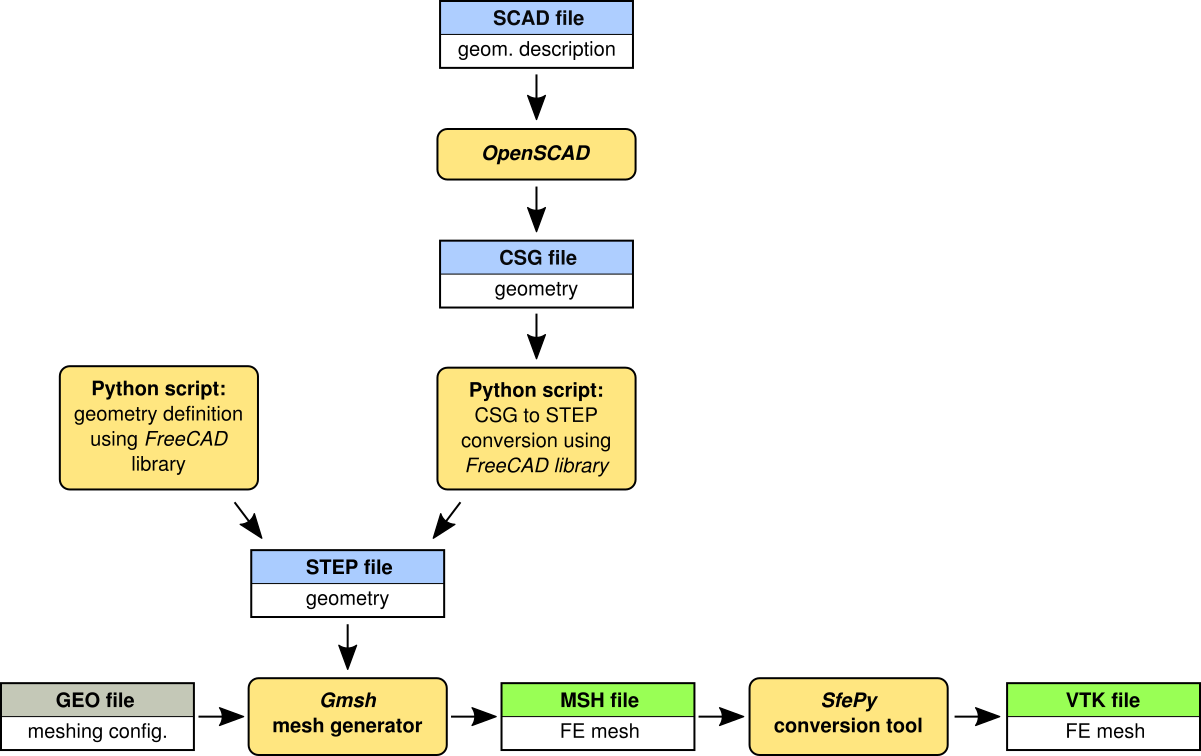 SCAD file
geom. description
OpenSCAD
CSG file
geometry
Python script:
geometry definition
using FreeCAD
library
Python script:
CSG to STEP
conversion using
FreeCAD library
STEP file
geometry
GEO file
meshing config.
Gmsh
mesh generator
MSH file
FE mesh
SfePy
conversion tool
VTK file
FE mesh